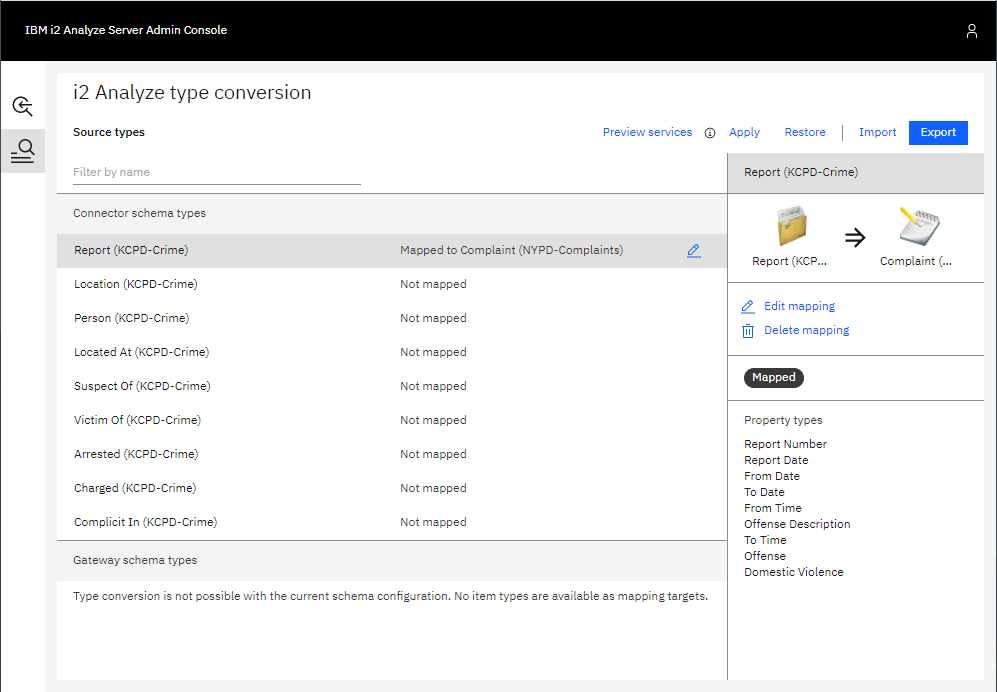 IBM i2 Analyze Server Admin Console
i2 Analyze type conversion
Source types
Preview services
Apply
Restore
Import
Export
Filter by name
Connector schema types
Report (KCPD-Crime) Mapped to Complaint (NYPD-Complaints)
Location (KCPD-Crime) Not mapped
Person (KCPD-Crime) Not mapped
Located At (KCPD-Crime) Not mapped
Suspect Of (KCPD-Crime) Not mapped
Victim Of (KCPD-Crime) Not mapped
Arrested (KCPD-Crime) Not mapped
Charged (KCPD-Crime) Not mapped
Complicit In (KCPD-Crime) Not mapped
Gateway schema types
Type conversion is not possible with the current schema configuration. No item types are available as mapping targets.
Report (KCPD-Crime)
Report (KCP... Complaint (...
Edit mapping
Delete mapping
Mapped
Property types
Report Number
Report Date
From Date
To Date
From Time
Offense Description
To Time
Offense
Domestic Violence